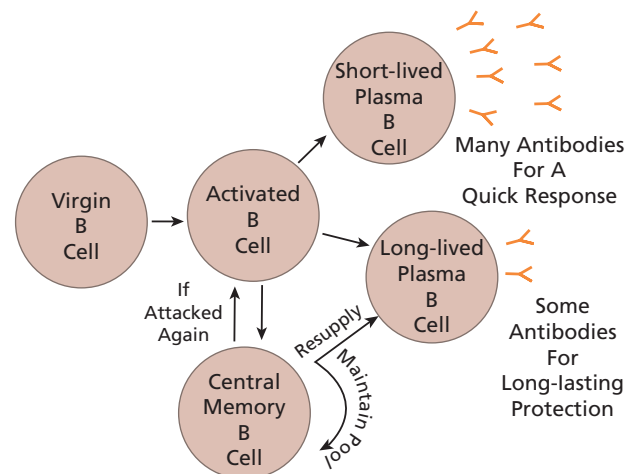 Short-lived
Plasma
B
Cell
Many Antibodies
For A
Quick Response
Virgin
B
Cell
Activated
B
Cell
Long-lived
Plasma
B
Cell
If
Attacked
Again
Resupply
Maintain Pool
Some
Antibodies
For
Long-lasting
Protection
Central
Memory
B
Cell